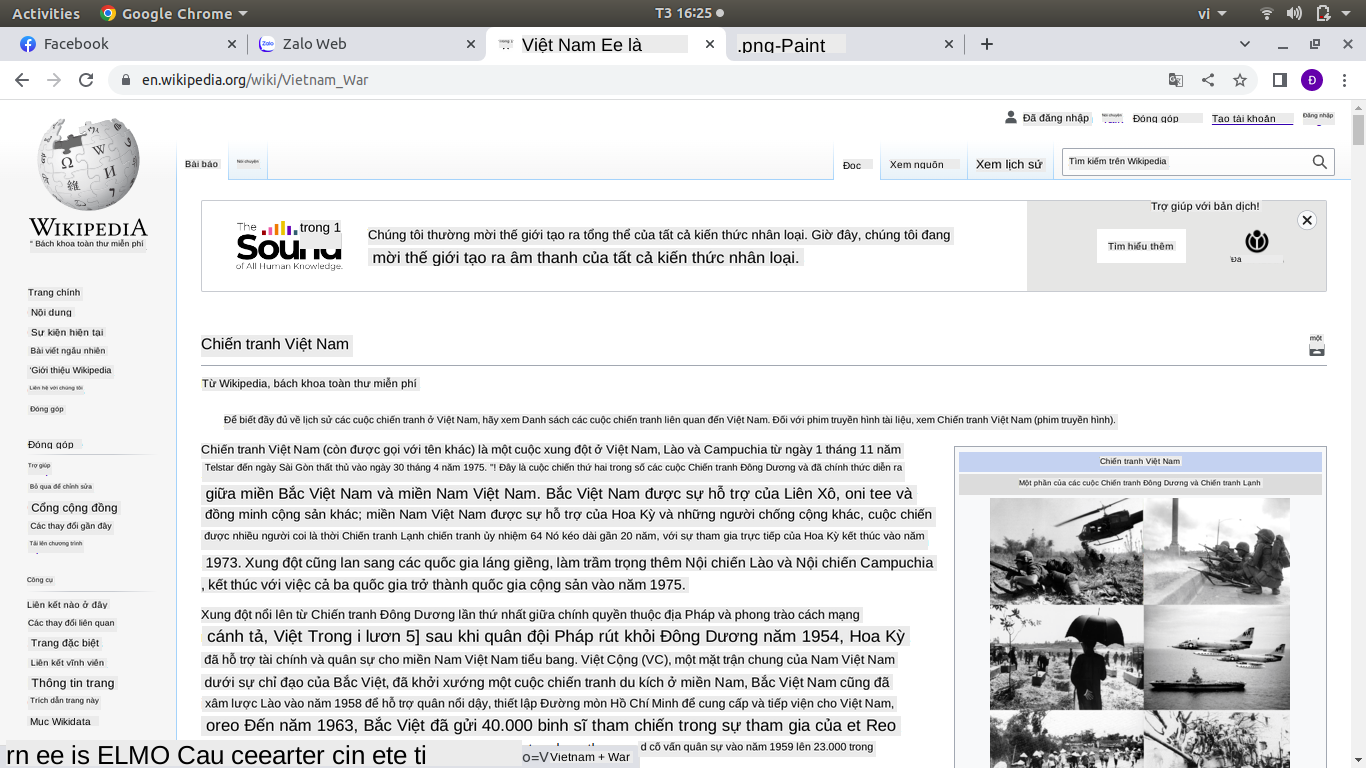 Activities Google Chrome T3 16:25 vi
Facebook Zalo Web Việt Nam Ee là .png-Paint
en.wikipedia.org/wiki/Vietnam_War Đ
Đã đăng nhập Đóng góp Tạo tài khoản Đăng nhập
Bài báo Nói chuyện Đọc Xem nguồn Xem lịch sử Tìm kiếm trên Wikipedia
WIKIPEDIA
" Bách khoa toàn thư miễn phí
Trang chính
Nội dung
Sự kiện hiện tại
Bài viết ngẫu nhiên
'Giới thiệu Wikipedia
Liên hệ với chúng tôi
Đóng góp
Đóng góp
Trợ giúp
Bỏ qua để chỉnh sửa
Cổng cộng đồng
Các thay đổi gần đây
Tải lên chương trình
Công cụ
Liên kết nào ở đây
Các thay đổi liên quan
Trang đặc biệt
Liên kết vĩnh viễn
Thông tin trang
Trích dẫn trang này
Mục Wikidata
The trong 1
Sound
of All Human Knowledge.
Chúng tôi thường mời thế giới tạo ra tổng thể của tất cả kiến thức nhân loại. Giờ đây, chúng tôi đang
mời thế giới tạo ra âm thanh của tất cả kiến thức nhân loại.
Trợ giúp với bản dịch!
Tìm hiểu thêm
Chiến tranh Việt Nam
một
Từ Wikipedia, bách khoa toàn thư miễn phí
Để biết đầy đủ về lịch sử các cuộc chiến tranh ở Việt Nam, hãy xem Danh sách các cuộc chiến tranh liên quan đến Việt Nam. Đối với phim truyền hình tài liệu, xem Chiến tranh Việt Nam (phim truyền hình).
Chiến tranh Việt Nam (còn được gọi với tên khác) là một cuộc xung đột ở Việt Nam, Lào và Campuchia từ ngày 1 tháng 11 năm
Telstar đến ngày Sài Gòn thất thủ vào ngày 30 tháng 4 năm 1975. "! Đây là cuộc chiến thứ hai trong số các cuộc Chiến tranh Đông Dương và đã chính thức diễn ra
giữa miền Bắc Việt Nam và miền Nam Việt Nam. Bắc Việt Nam được sự hỗ trợ của Liên Xô, oni tee và
đồng minh cộng sản khác; miền Nam Việt Nam được sự hỗ trợ của Hoa Kỳ và những người chống cộng khác, cuộc chiến
được nhiều người coi là thời Chiến tranh Lạnh chiến tranh ủy nhiệm 64 Nó kéo dài gần 20 năm, với sự tham gia trực tiếp của Hoa Kỳ kết thúc vào năm
1973. Xung đột cũng lan sang các quốc gia láng giềng, làm trầm trọng thêm Nội chiến Lào và Nội chiến Campuchia
, kết thúc với việc cả ba quốc gia trở thành quốc gia cộng sản vào năm 1975.
Xung đột nổi lên từ Chiến tranh Đông Dương lần thứ nhất giữa chính quyền thuộc địa Pháp và phong trào cách mạng
cánh tả, Việt Trong i lươn 5] sau khi quân đội Pháp rút khỏi Đông Dương năm 1954, Hoa Kỳ
đã hỗ trợ tài chính và quân sự cho miền Nam Việt Nam tiểu bang. Việt Cộng (VC), một mặt trận chung của Nam Việt Nam
dưới sự chỉ đạo của Bắc Việt, đã khởi xướng một cuộc chiến tranh du kích ở miền Nam, Bắc Việt Nam cũng đã
xâm lược Lào vào năm 1958 để hỗ trợ quân nổi dậy, thiết lập Đường mòn Hồ Chí Minh để cung cấp và tiếp viện cho Việt Nam,
oreo Đến năm 1963, Bắc Việt đã gửi 40.000 binh sĩ tham chiến trong sự tham gia của et Reo
d cố vấn quân sự vào năm 1959 lên 23.000 trong
Chiến tranh Việt Nam
Một phần của các cuộc Chiến tranh Đông Dương và Chiến tranh Lạnh
rn ee is ELMO Cau ceearter cin ete ti o=V Vietnam + War